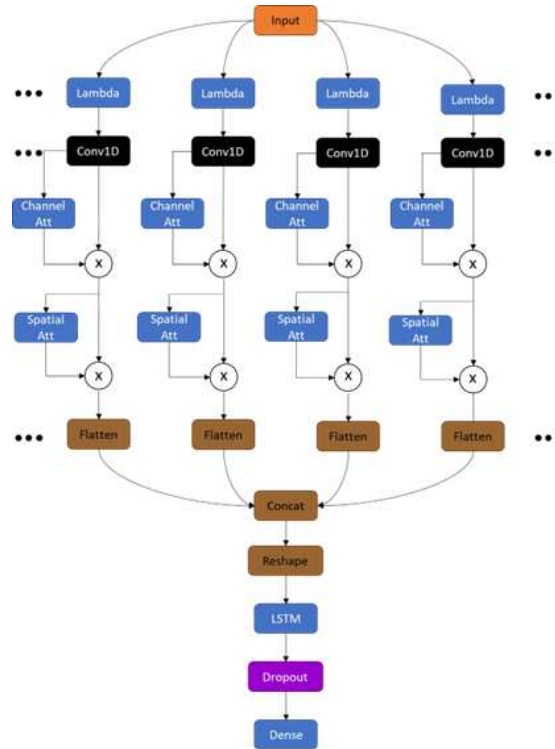 Input
Lambda
Lambda
Lambda
Lambda
Conv1D
Conv1D
Conv1D
Conv1D
Channel
Att
Channel
Att
Channel
Att
Channel
Att
X
X
X
X
Spatial
Att
Spatial
Att
Spatial
Att
Spatial
Att
X
X
X
X
Flatten
Flatten
Flatten
Flatten
Concat
Reshape
LSTM
Dropout
Dense